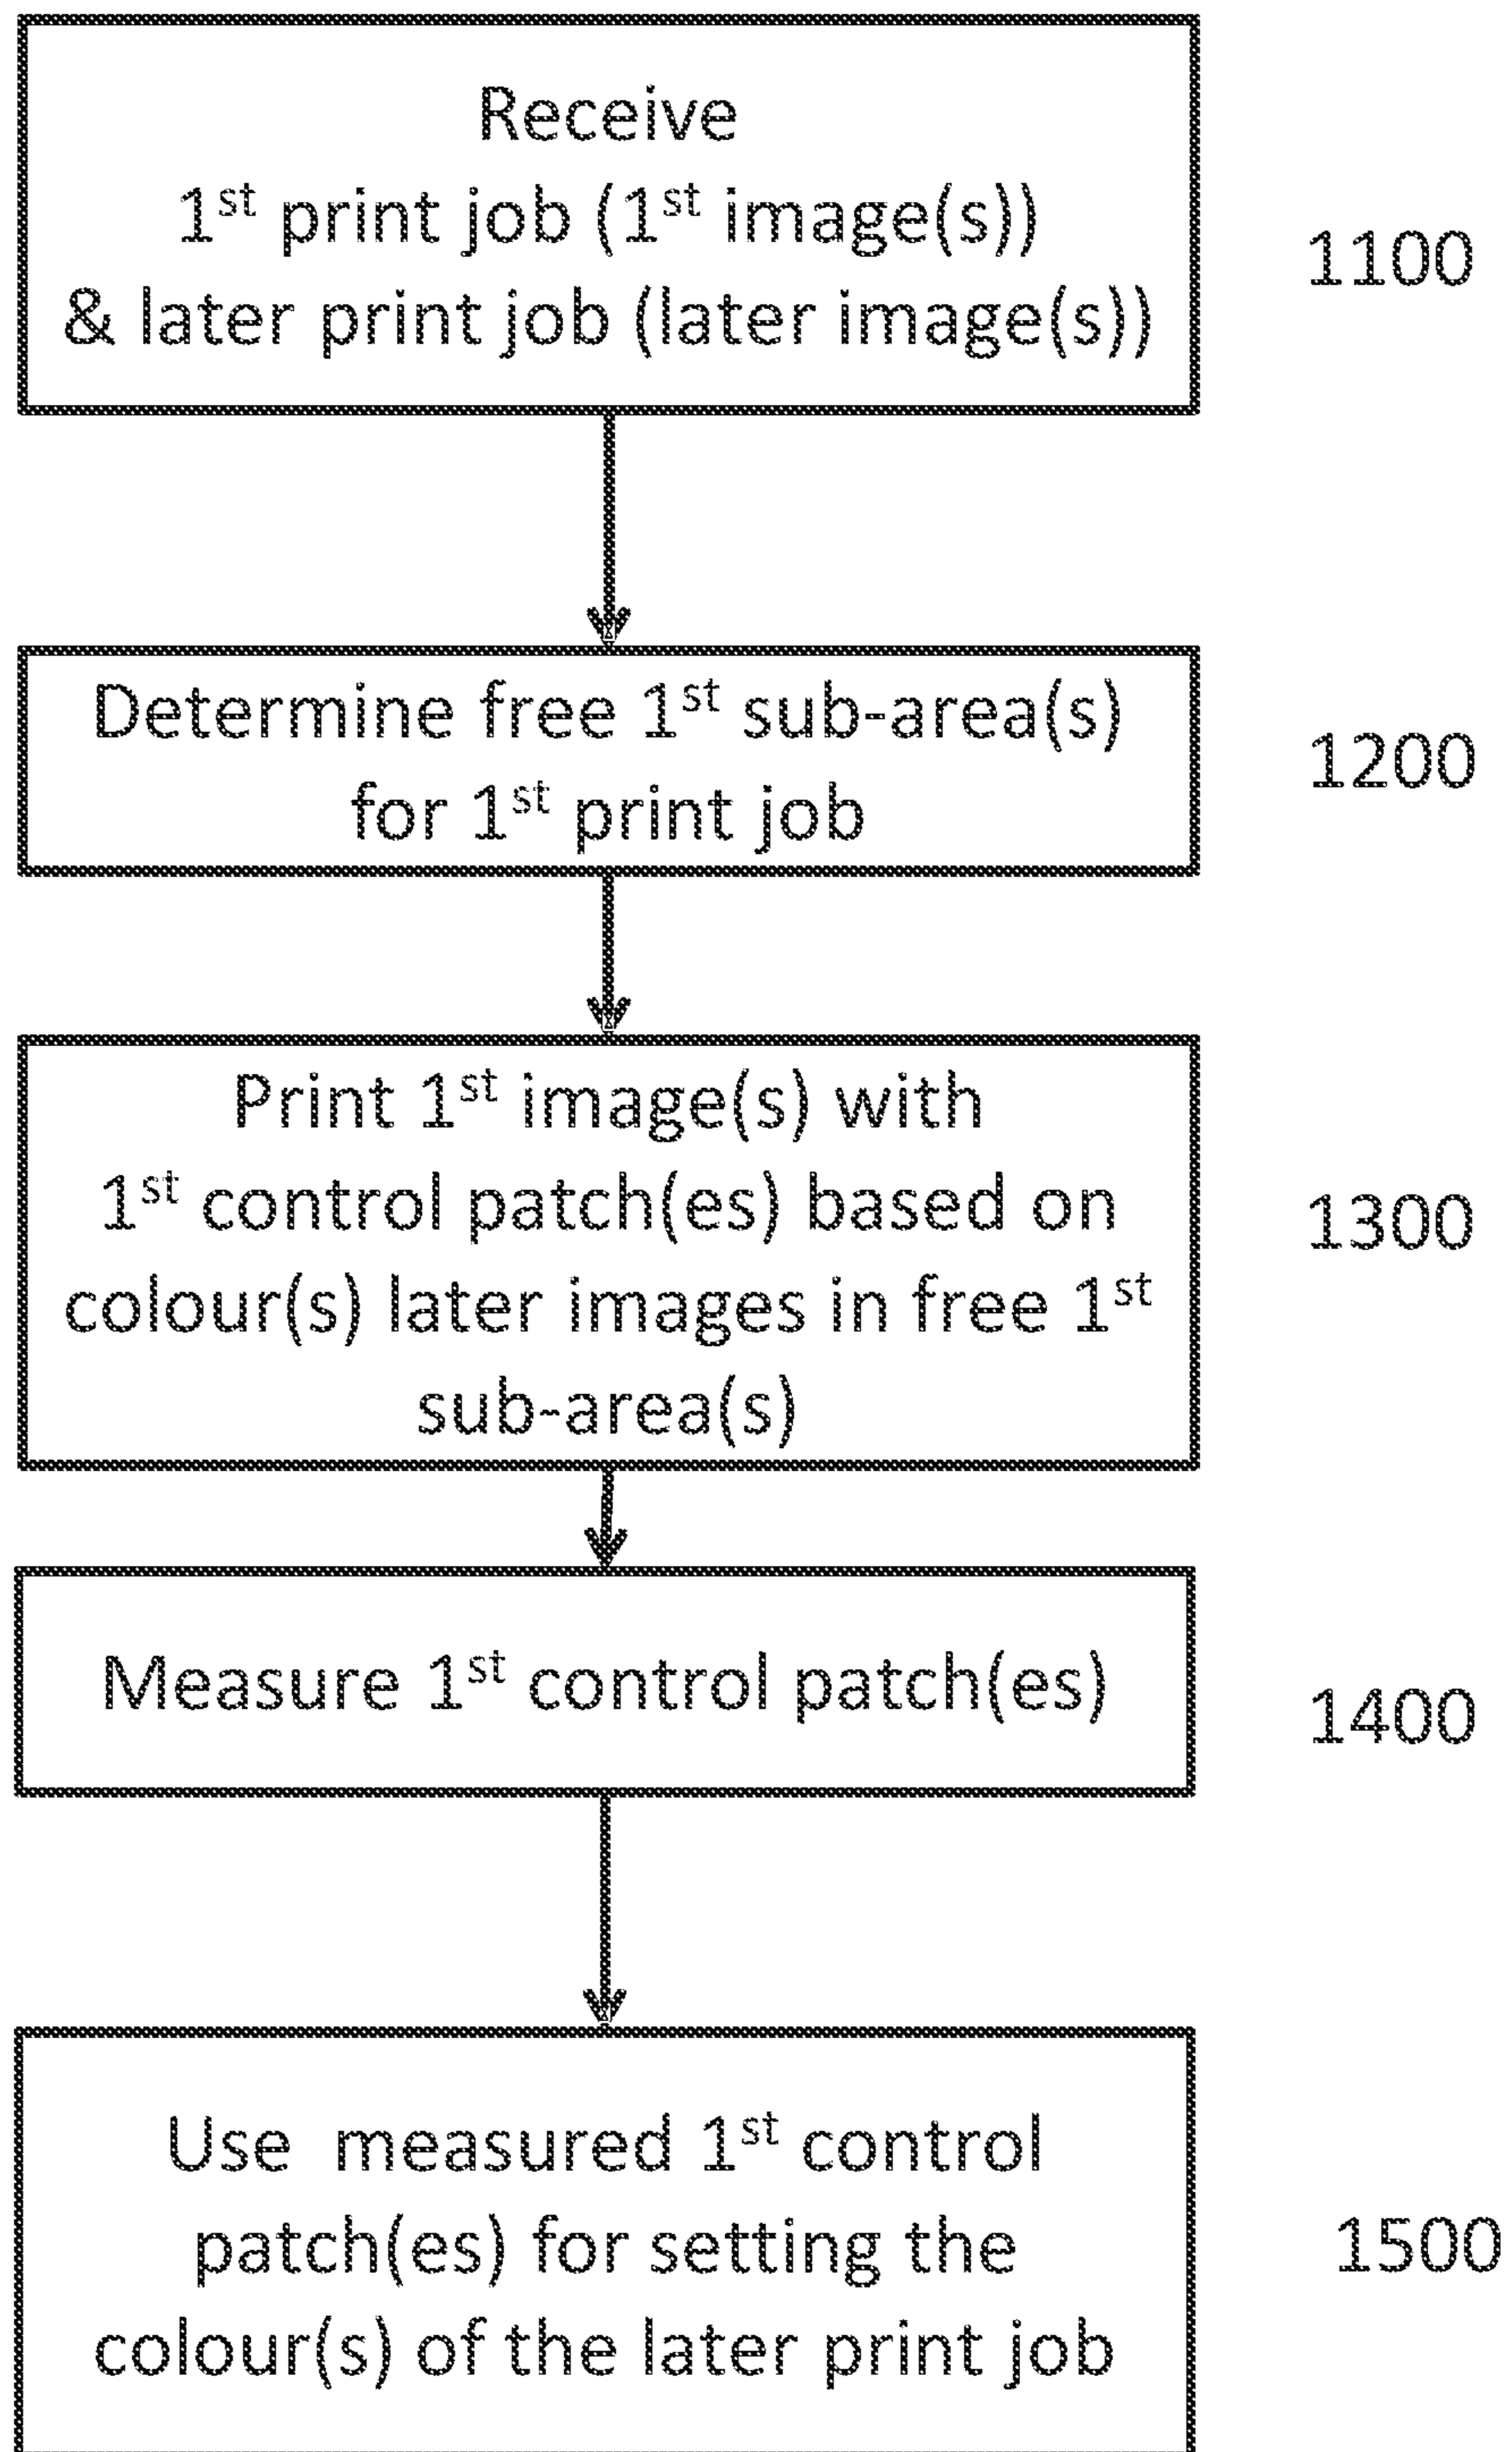 Receive
1st print job (1st image(s))
& later print job (later image(s))
1100
Determine free 1st sub-area(s)
for 1st print job
1200
Print 1st image(s) with
1st control patch(es) based on
colour(s) later images in free 1st
sub-area(s)
1300
Measure 1st control patch(es)
1400
Use measured 1st control
patch(es) for setting the
colour(s) of the later print job
1500